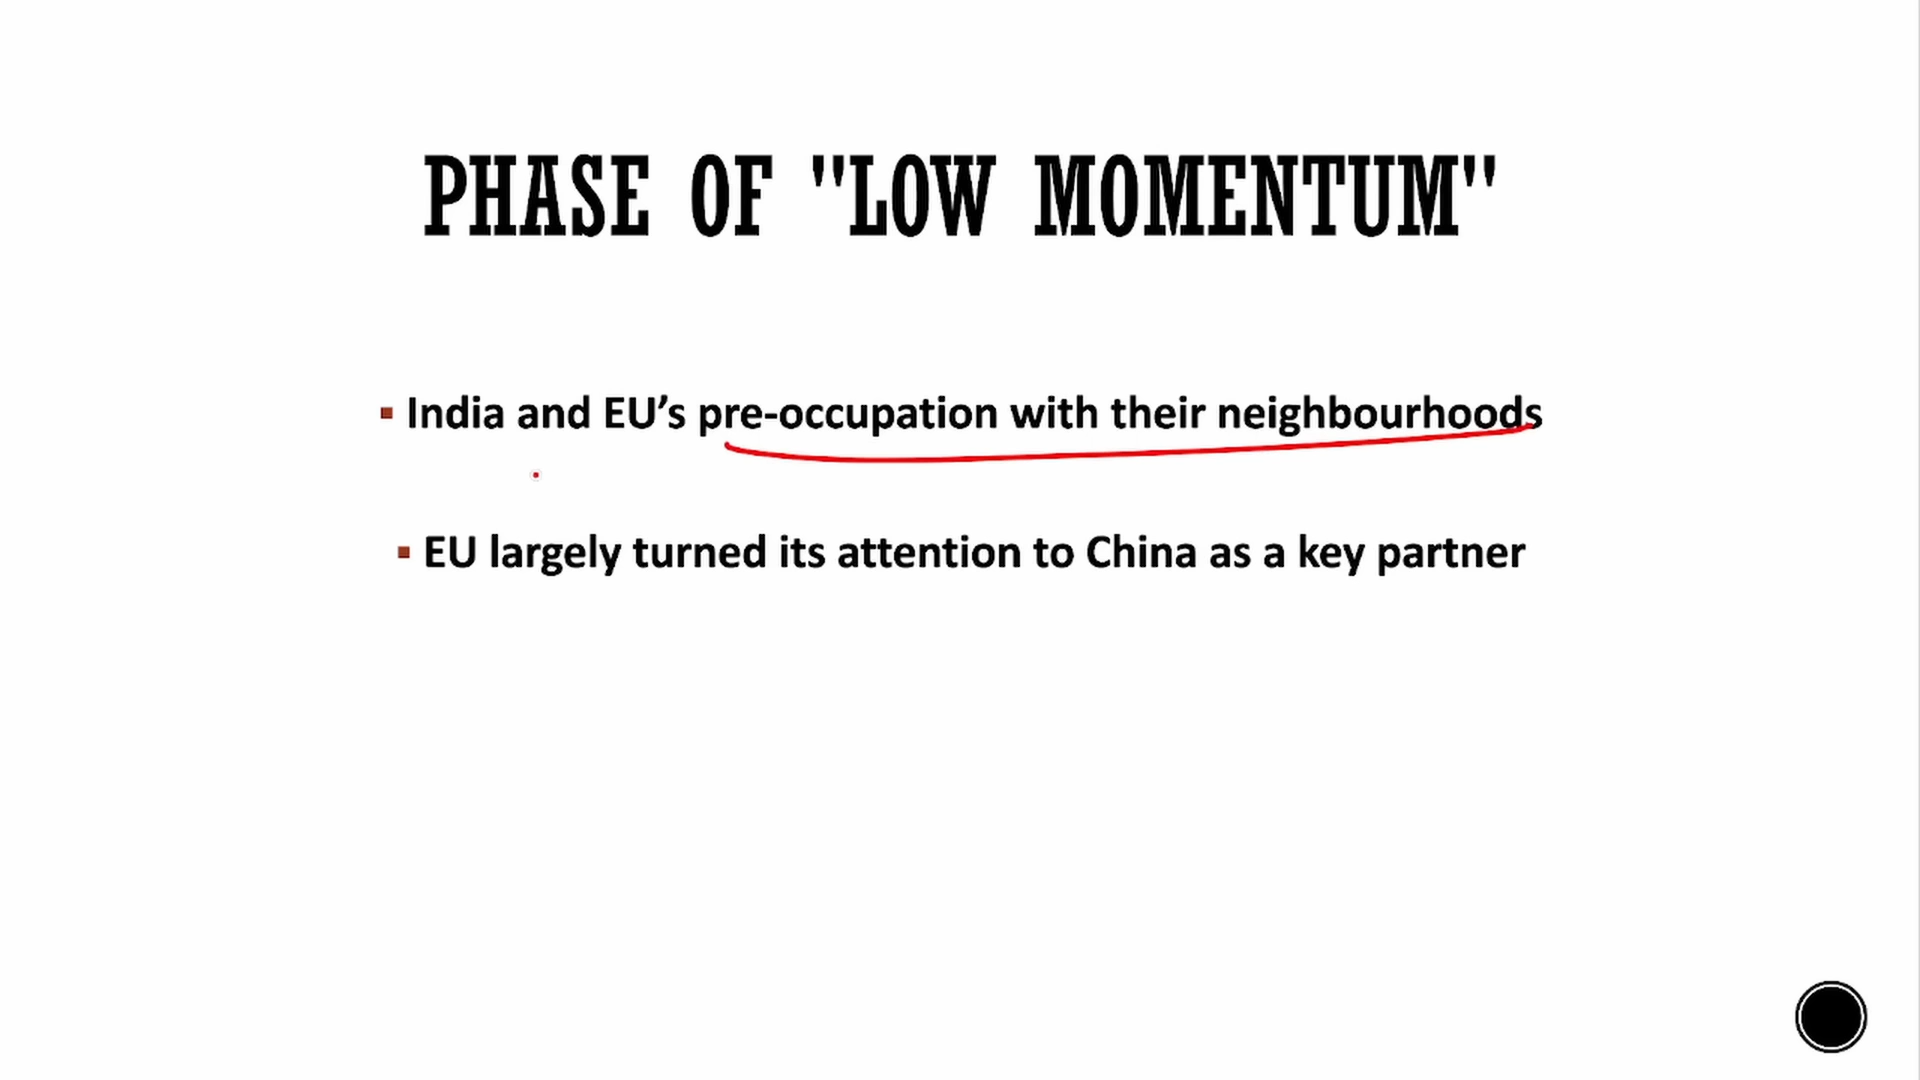 PHASE OF "LOW MOMENTUM"
▪ India and EU’s pre-occupation with their neighbourhoods
▪ EU largely turned its attention to China as a key partner